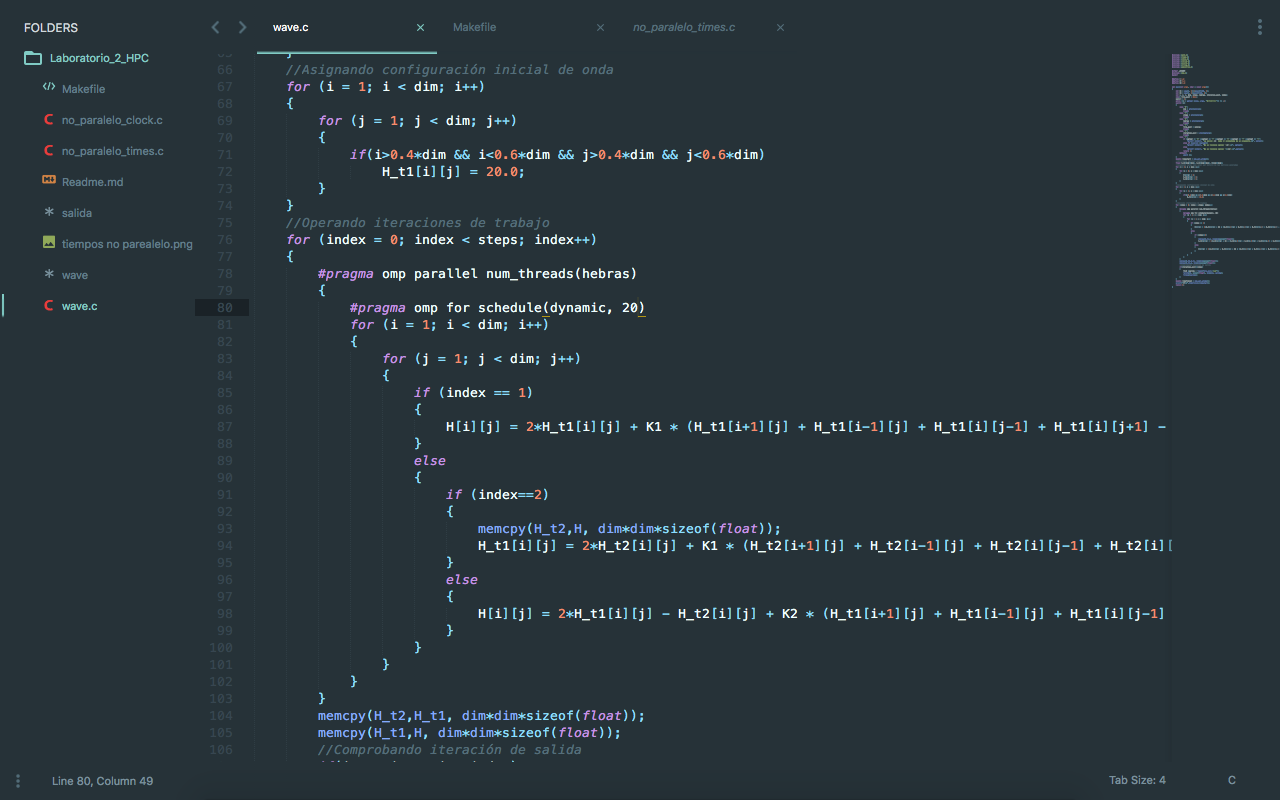 FOLDERS
Laboratorio_2_HPC
Makefile
no_paralelo_clock.c
no_paralelo_times.c
Readme.md
salida
tiempos no parealelo.png
wave
wave.c
wave.c
Makefile
no_paralelo_times.c
65 }
66 //Asignando configuración inicial de onda
67 for (i = 1; i < dim; i++)
68 {
69 for (j = 1; j < dim; j++)
70 {
71 if(i>0.4*dim && i<0.6*dim && j>0.4*dim && j<0.6*dim)
72 H_t1[i][j] = 20.0;
73 }
74 }
75 //Operando iteraciones de trabajo
76 for (index = 0; index < steps; index++)
77 {
78 #pragma omp parallel num_threads(hebras)
79 {
80 #pragma omp for schedule(dynamic, 20)
81 for (i = 1; i < dim; i++)
82 {
83 for (j = 1; j < dim; j++)
84 {
85 if (index == 1)
86 {
87 H[i][j] = 2*H_t1[i][j] + K1 * (H_t1[i+1][j] + H_t1[i-1][j] + H_t1[i][j-1] + H_t1[i][j+1] -
88 }
89 else
90 {
91 if (index==2)
92 {
93 memcpy(H_t2,H, dim*dim*sizeof(float));
94 H_t1[i][j] = 2*H_t2[i][j] + K1 * (H_t2[i+1][j] + H_t2[i-1][j] + H_t2[i][j-1] + H_t2[i][
95 }
96 else
97 {
98 H[i][j] = 2*H_t1[i][j] - H_t2[i][j] + K2 * (H_t1[i+1][j] + H_t1[i-1][j] + H_t1[i][j-1]
99 }
100 }
101 }
102 }
103 }
104 memcpy(H_t2,H_t1, dim*dim*sizeof(float));
105 memcpy(H_t1,H, dim*dim*sizeof(float));
106 //Comprobando iteración de salida
Line 80, Column 49
Tab Size: 4
C